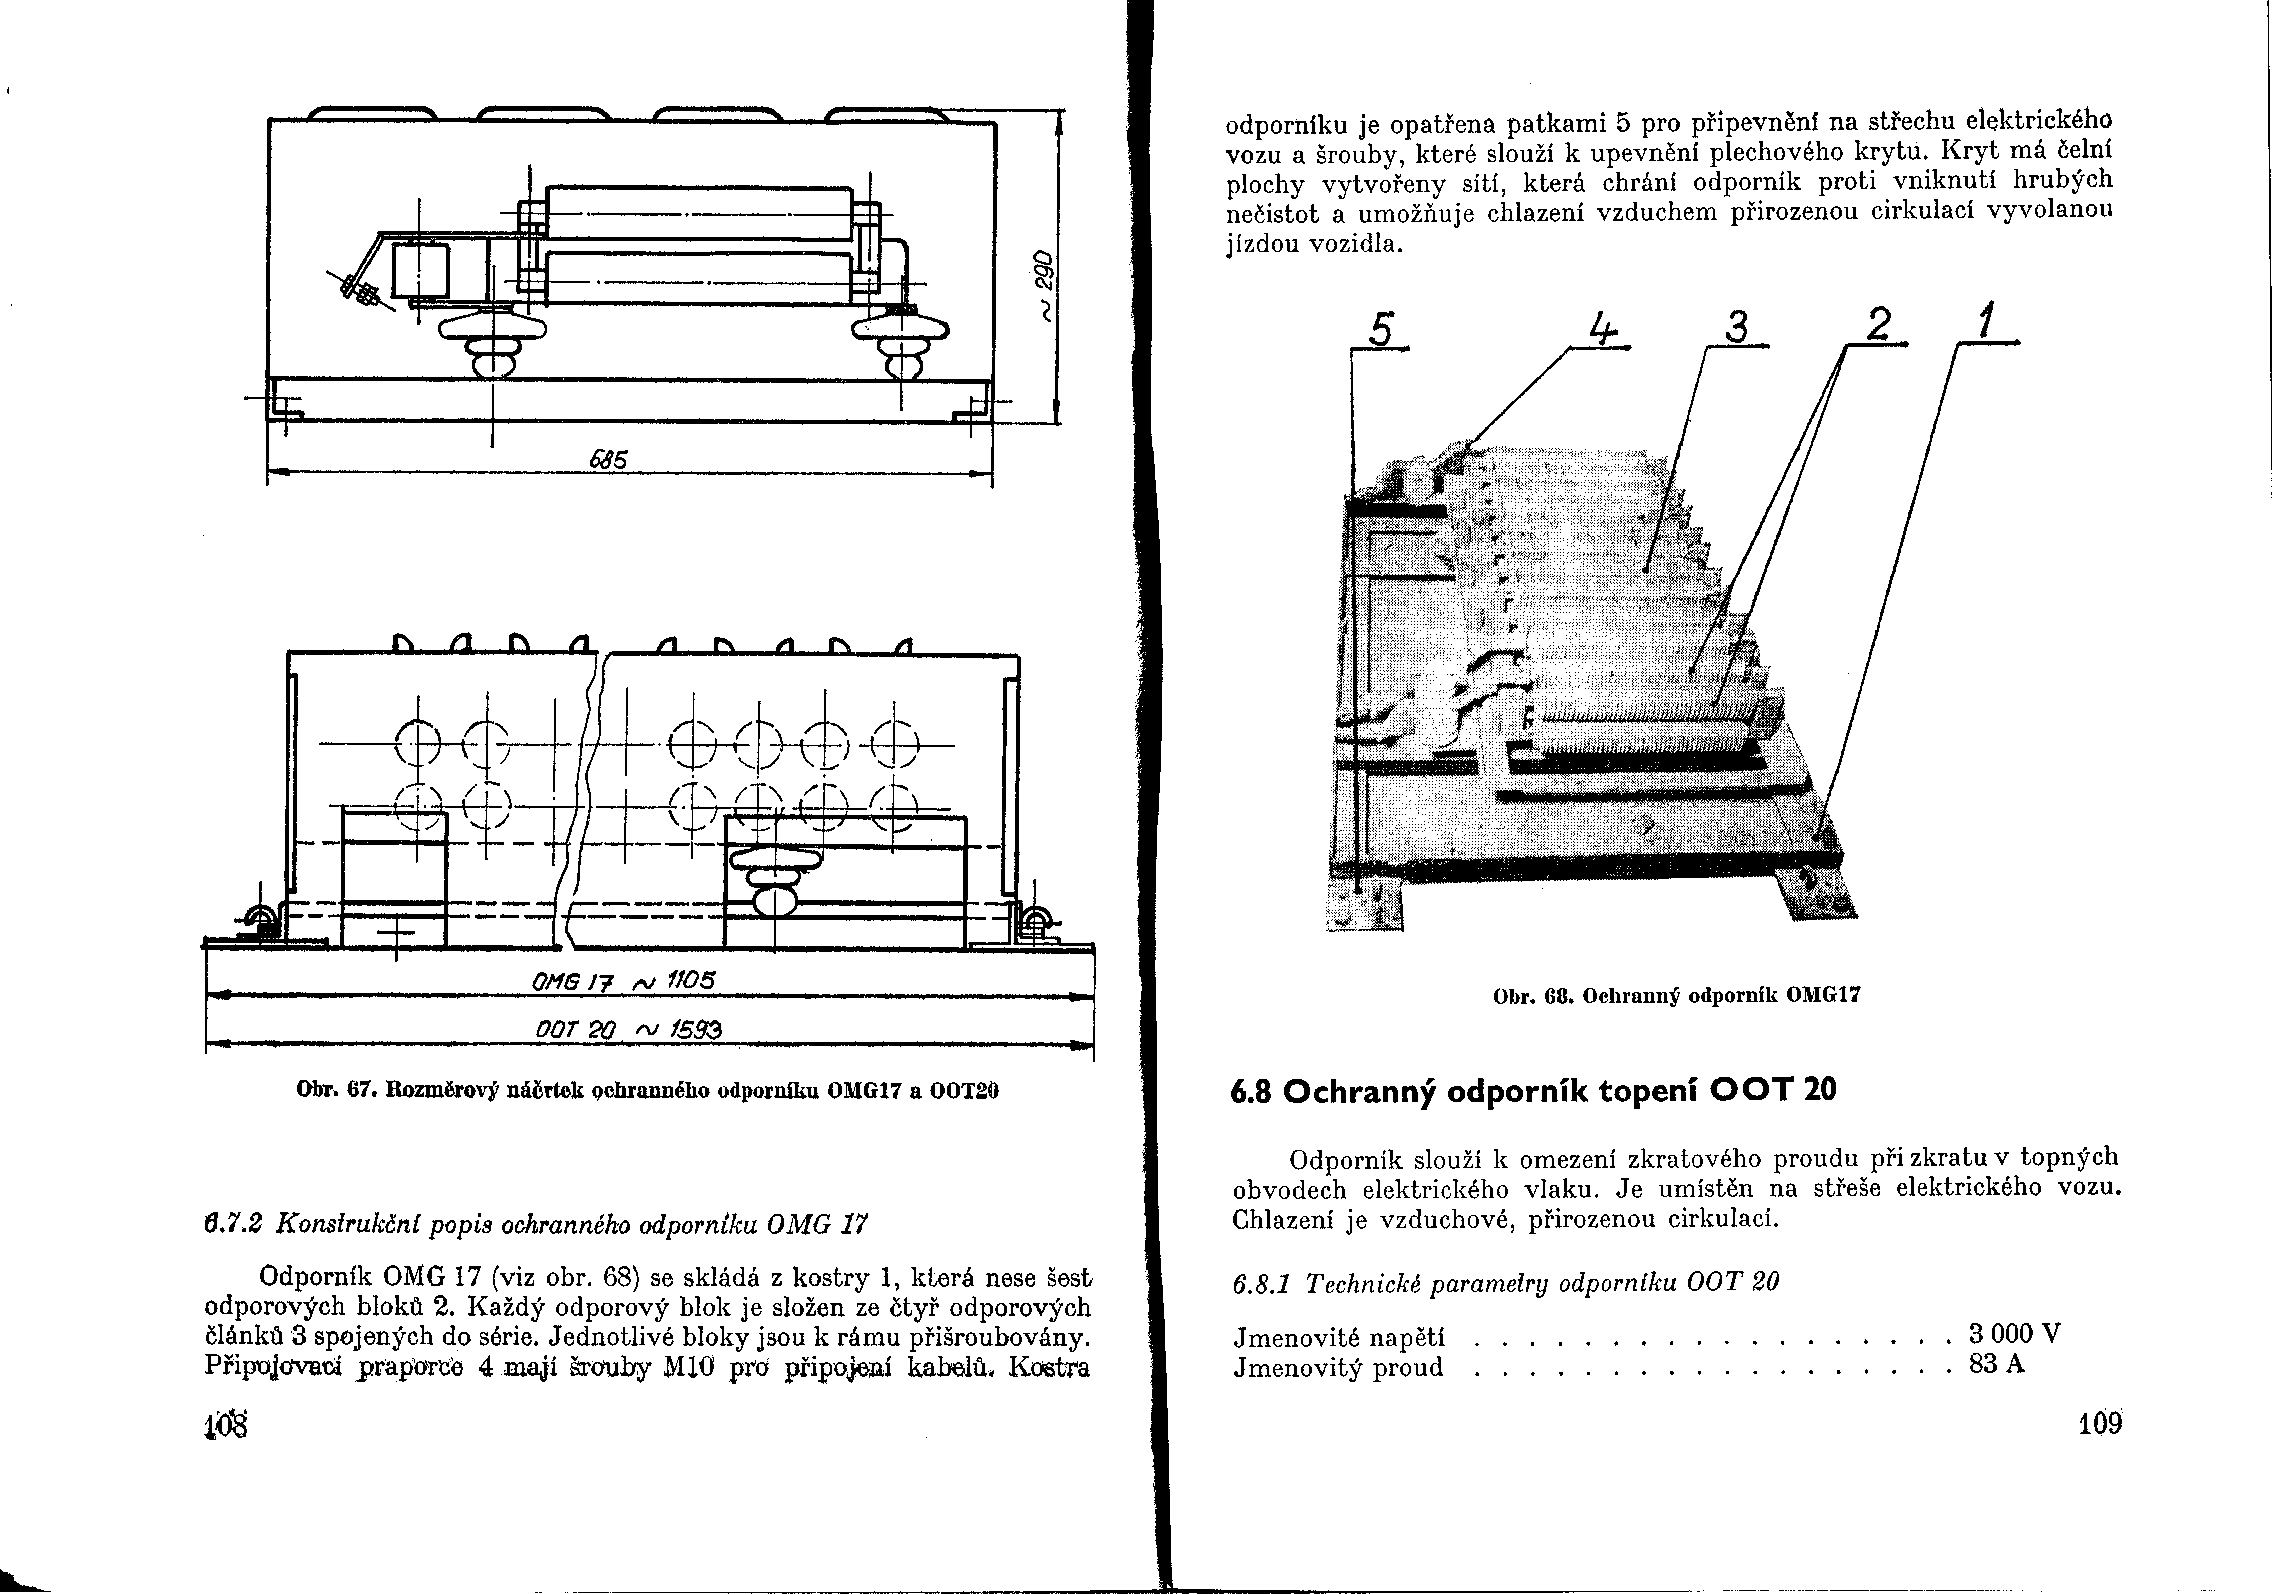 ~ 290
685
OMG 17 ~ 1105
OOT 20 ~ 1593
Obr. 67. Rozměrový náčrtek ochranného odporníku OMG17 a OOT20
6.7.2 Konstrukční popis ochranného odporníku OMG 17
Odporník OMG 17 (viz obr. 68) se skládá z kostry 1, která nese šest
odporových bloků 2. Každý odporový blok je složen ze čtyř odporových
článků 3 spojených do série. Jednotlivé bloky jsou k rámu přišroubovány.
Připojovací praporce 4 mají šrouby M10 pro připojení kabelů. Kostra
108
odporníku je opatřena patkami 5 pro připevnění na střechu elektrického
vozu a šrouby, které slouží k upevnění plechového krytu. Kryt má čelní
plochy vytvořeny sítí, která chrání odporník proti vniknutí hrubých
nečistot a umožňuje chlazení vzduchem přirozenou cirkulací vyvolanou
jízdou vozidla.
5 4 3 2 1
Obr. 68. Ochranný odporník OMG17
6.8 Ochranný odporník topení OOT 20
Odporník slouží k omezení zkratového proudu při zkratu v topných
obvodech elektrického vlaku. Je umístěn na střeše elektrického vozu.
Chlazení je vzduchové, přirozenou cirkulací.
6.8.1 Technické parametry odporníku OOT 20
Jmenovité napětí . . . . . . . . . . . . . . . . . . 3 000 V
Jmenovitý proud . . . . . . . . . . . . . . . . . . 83 A
109